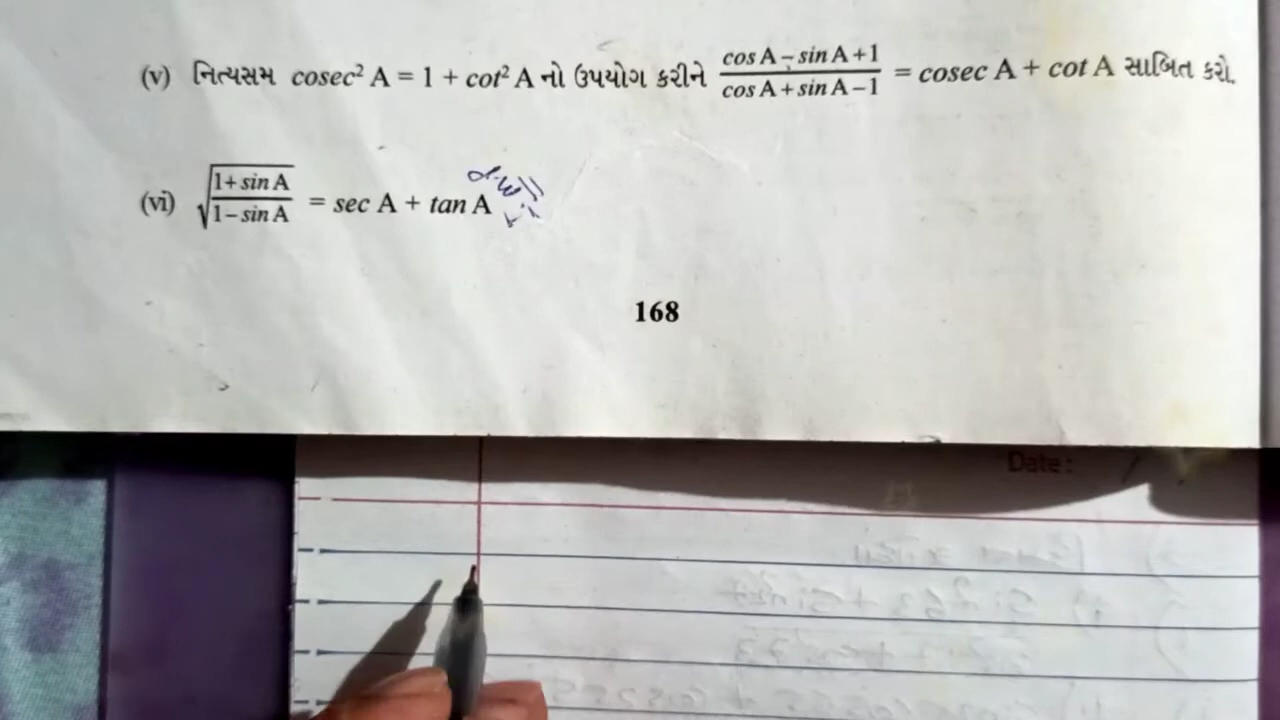 (v) નિત્યસમ cosec² A = 1 + cot² A નો ઉપયોગ કરીને (cos A − sin A + 1)/(cos A + sin A − 1) = cosec A + cot A સાબિત કરો.
(vi) √((1 + sin A)/(1 − sin A)) = sec A + tan A
168
Date: